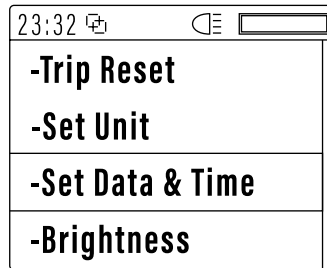 23:32
-Trip Reset
-Set Unit
-Set Data & Time
-Brightness